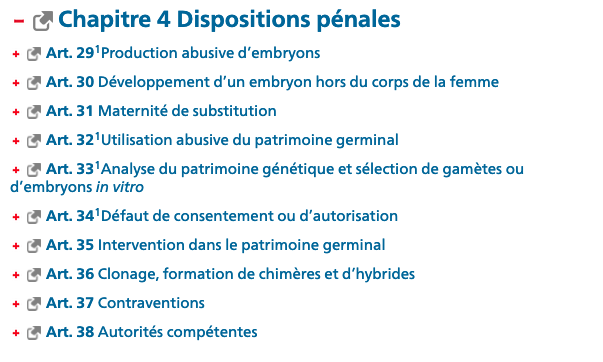 – Chapitre 4 Dispositions pénales
+ Art. 29¹Production abusive d’embryons
+ Art. 30 Développement d’un embryon hors du corps de la femme
+ Art. 31 Maternité de substitution
+ Art. 32¹Utilisation abusive du patrimoine germinal
+ Art. 33¹Analyse du patrimoine génétique et sélection de gamètes ou
d’embryons in vitro
+ Art. 34¹Défaut de consentement ou d’autorisation
+ Art. 35 Intervention dans le patrimoine germinal
+ Art. 36 Clonage, formation de chimères et d’hybrides
+ Art. 37 Contraventions
+ Art. 38 Autorités compétentes